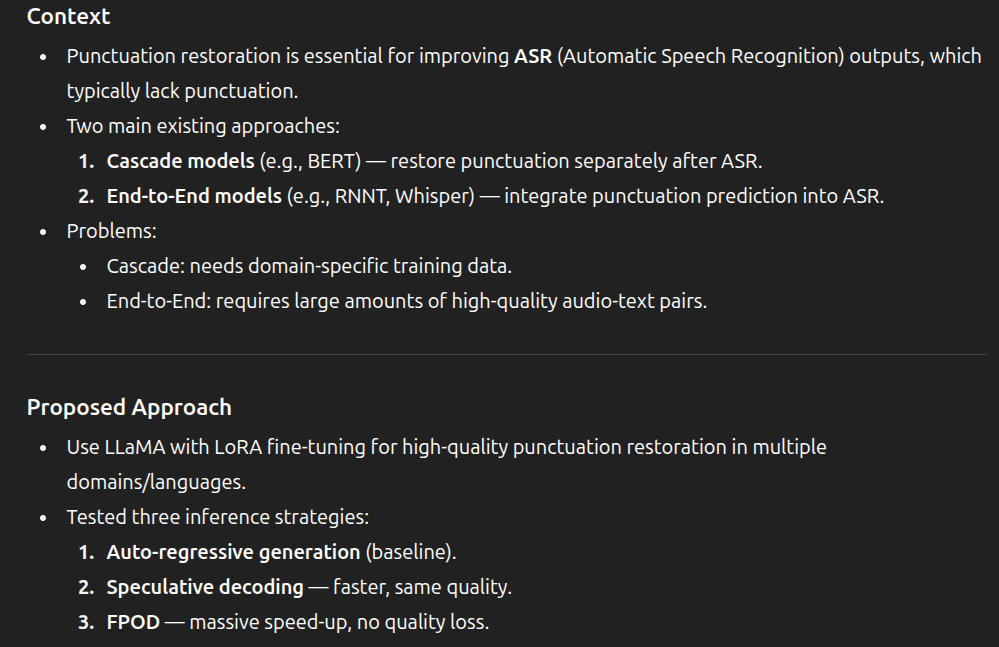 Context
• Punctuation restoration is essential for improving ASR (Automatic Speech Recognition) outputs, which
typically lack punctuation.
• Two main existing approaches:
1. Cascade models (e.g., BERT) — restore punctuation separately after ASR.
2. End-to-End models (e.g., RNNT, Whisper) — integrate punctuation prediction into ASR.
• Problems:
• Cascade: needs domain-specific training data.
• End-to-End: requires large amounts of high-quality audio-text pairs.
Proposed Approach
• Use LLaMA with LoRA fine-tuning for high-quality punctuation restoration in multiple
domains/languages.
• Tested three inference strategies:
1. Auto-regressive generation (baseline).
2. Speculative decoding — faster, same quality.
3. FPOD — massive speed-up, no quality loss.